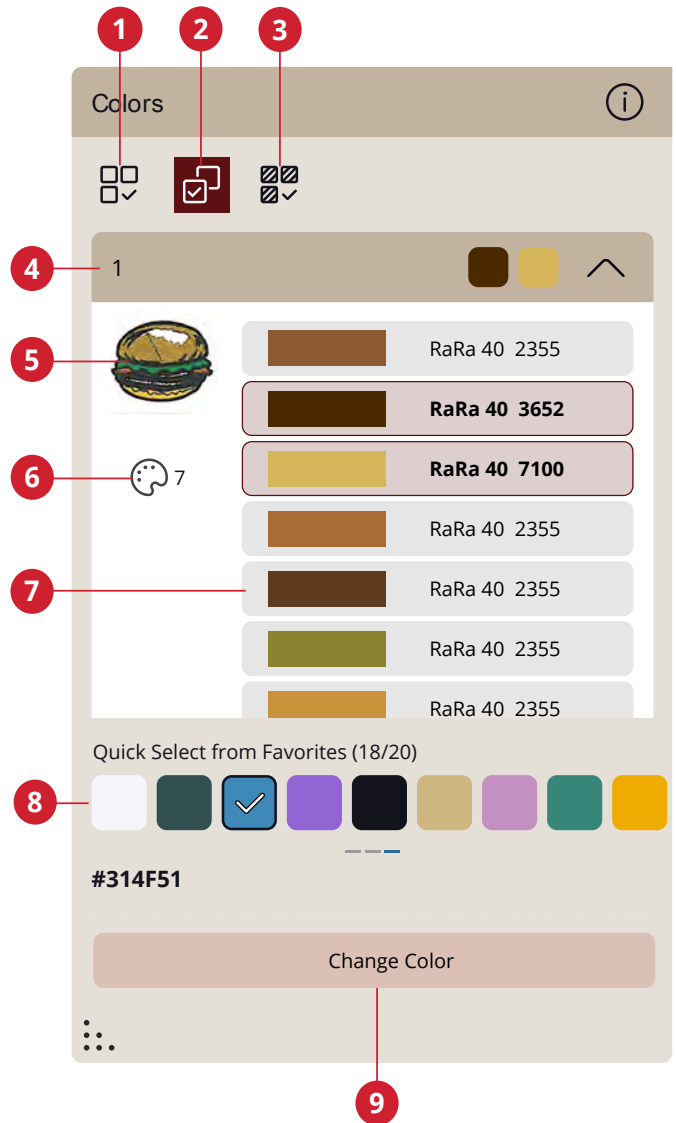 1 2 3
Colors
4 1
5
RaRa 40 2355
RaRa 40 3652
6 7 RaRa 40 7100
RaRa 40 2355
7 RaRa 40 2355
RaRa 40 2355
RaRa 40 2355
Quick Select from Favorites (18/20)
8
#314F51
Change Color
9